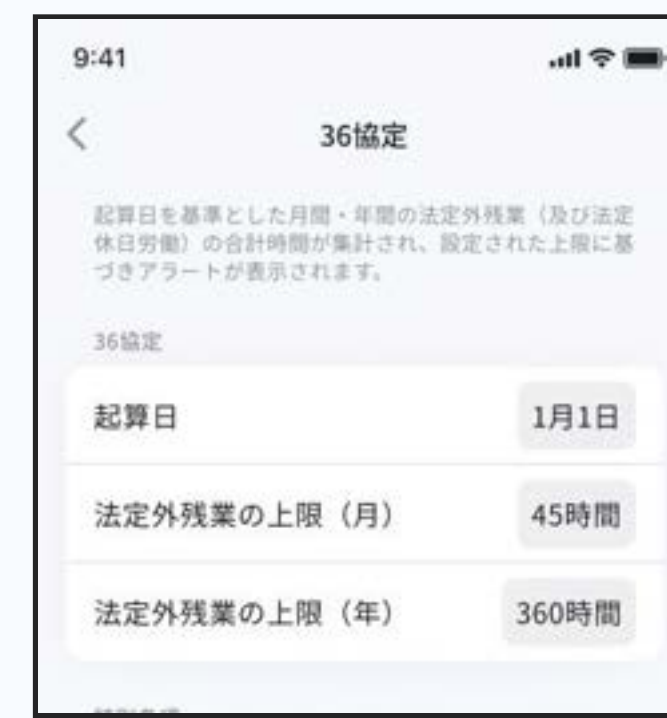 9:41
36協定
起算日を基準とした月間・年間の法定外残業（及び法定
休日労働）の合計時間が集計され、設定された上限に基
づきアラートが表示されます。
36協定
起算日
1月1日
法定外残業の上限（月）
45時間
法定外残業の上限（年）
360時間